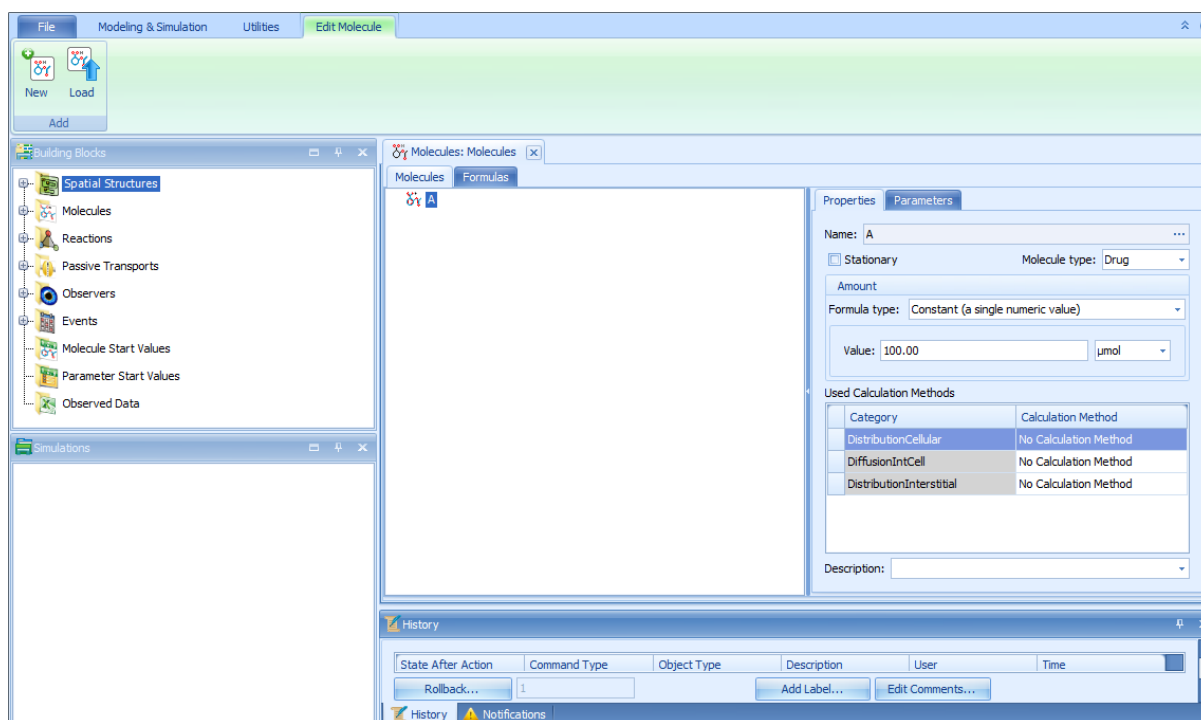 File Modeling & Simulation Utilities Edit Molecule
New Load
Add
Building Blocks
Spatial Structures
Molecules
Reactions
Passive Transports
Observers
Events
Molecule Start Values
Parameter Start Values
Observed Data
Simulations
Molecules: Molecules
Molecules Formulas
A
Properties Parameters
Name: A ...
Stationary Molecule type: Drug
Amount
Formula type: Constant (a single numeric value)
Value: 100.00 µmol
Used Calculation Methods
Category Calculation Method
DistributionCellular No Calculation Method
DiffusionIntCell No Calculation Method
DistributionInterstitial No Calculation Method
Description:
History
State After Action Command Type Object Type Description User Time
Rollback... 1 Add Label... Edit Comments...
History Notifications